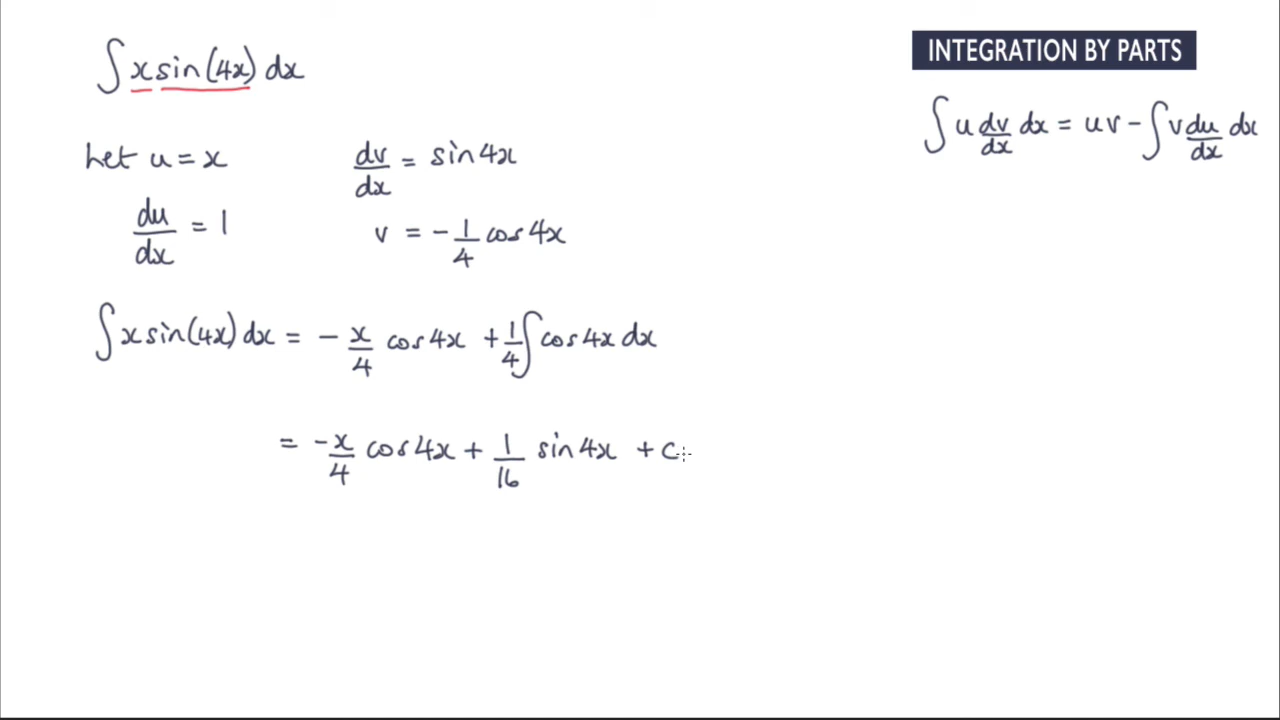 ∫ x sin(4x) dx
INTEGRATION BY PARTS
∫ u dv/dx dx = uv - ∫ v du/dx dx
Let u = x
dv/dx = sin 4x
du/dx = 1
v = - 1/4 cos 4x
∫ x sin(4x) dx = - x/4 cos 4x + 1/4 ∫ cos 4x dx
= - x/4 cos 4x + 1/16 sin 4x + c